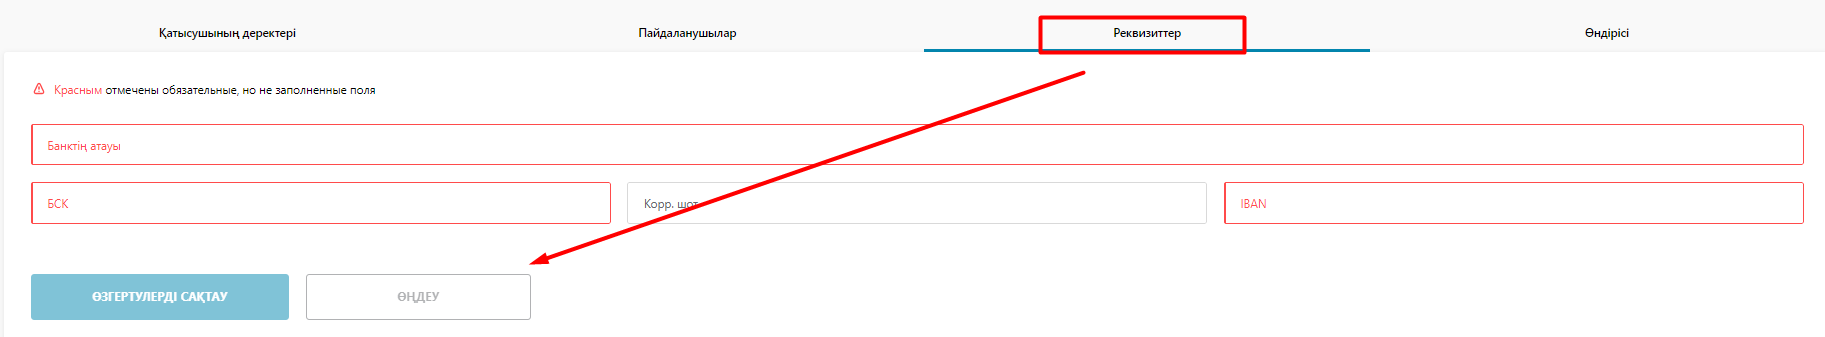 Қатысушының деректері Пайдаланушылар Реквизиттер Өндірісі
Красным отмечены обязательные, но не заполненные поля
Банктің атауы
БСК Корр. шот IBAN
ӨЗГЕРТУЛЕРДІ САҚТАУ ӨҢДЕУ